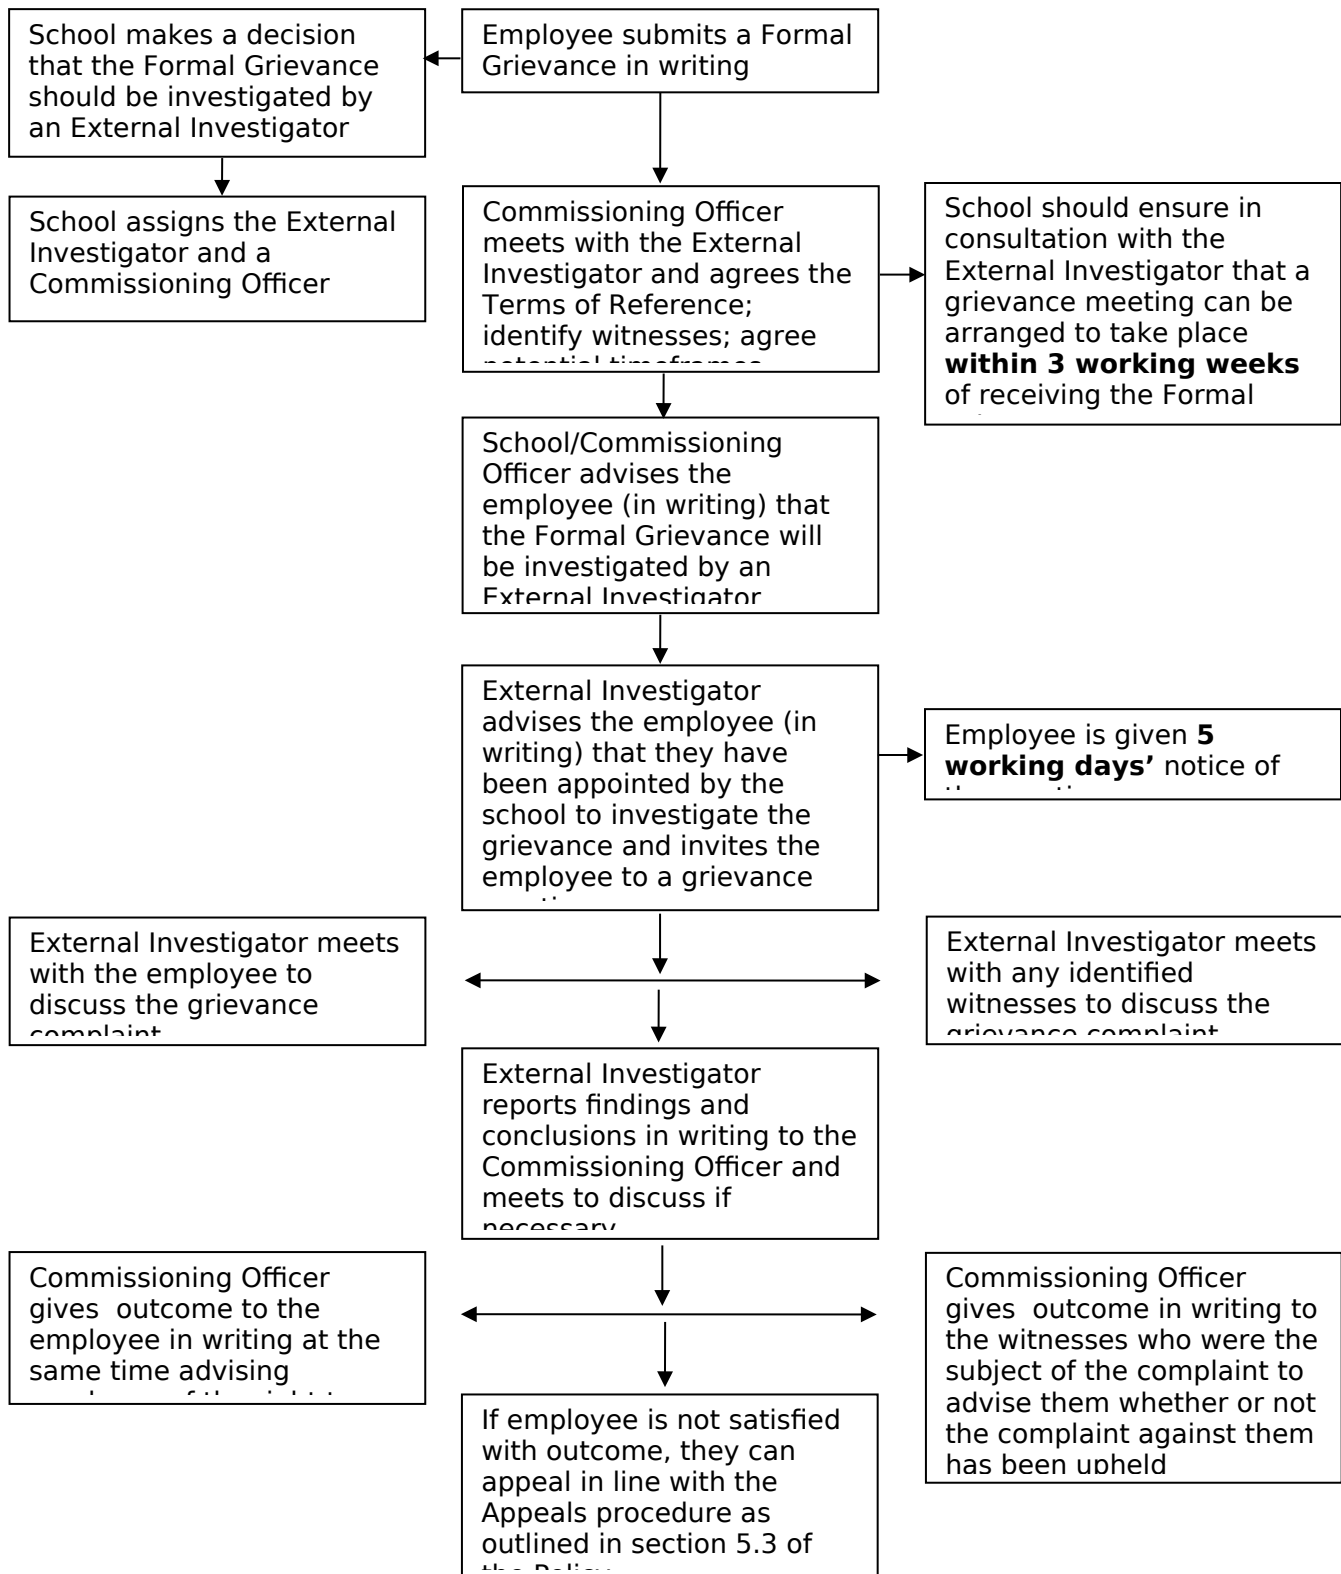 School makes a decision
that the Formal Grievance
should be investigated by
an External Investigator
Employee submits a Formal
Grievance in writing
School assigns the External
Investigator and a
Commissioning Officer
Commissioning Officer
meets with the External
Investigator and agrees the
Terms of Reference;
identify witnesses; agree
potential timeframes
School should ensure in
consultation with the
External Investigator that a
grievance meeting can be
arranged to take place
within 3 working weeks
of receiving the Formal
School/Commissioning
Officer advises the
employee (in writing) that
the Formal Grievance will
be investigated by an
External Investigator
External Investigator
advises the employee (in
writing) that they have
been appointed by the
school to investigate the
grievance and invites the
employee to a grievance
Employee is given 5
working days’ notice of
External Investigator meets
with the employee to
discuss the grievance
complaint
External Investigator meets
with any identified
witnesses to discuss the
grievance complaint
External Investigator
reports findings and
conclusions in writing to the
Commissioning Officer and
meets to discuss if
necessary
Commissioning Officer
gives  outcome to the
employee in writing at the
same time advising
of the right to
Commissioning Officer
gives  outcome in writing to
the witnesses who were the
subject of the complaint to
advise them whether or not
the complaint against them
has been upheld
If employee is not satisfied
with outcome, they can
appeal in line with the
Appeals procedure as
outlined in section 5.3 of
the Policy